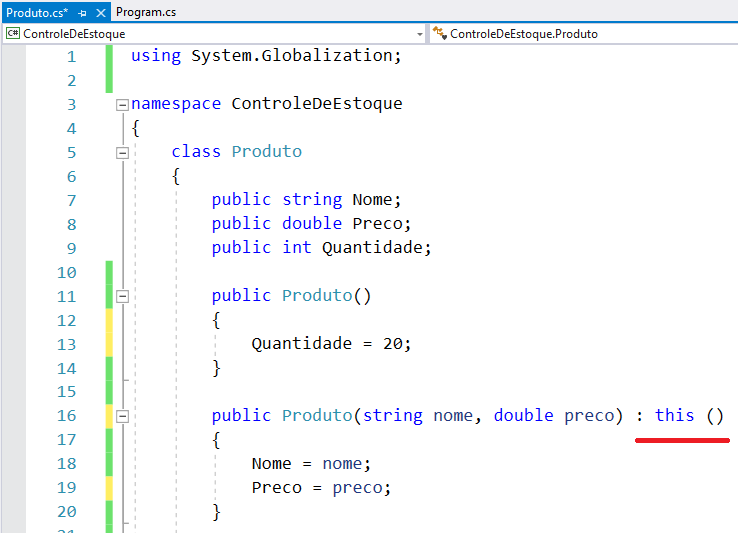 Produto.cs* Program.cs
ControleDeEstoque ControleDeEstoque.Produto
1 using System.Globalization;
2
3 namespace ControleDeEstoque
4 {
5 class Produto
6 {
7 public string Nome;
8 public double Preco;
9 public int Quantidade;
10
11 public Produto()
12 {
13 Quantidade = 20;
14 }
15
16 public Produto(string nome, double preco) : this ()
17 {
18 Nome = nome;
19 Preco = preco;
20 }